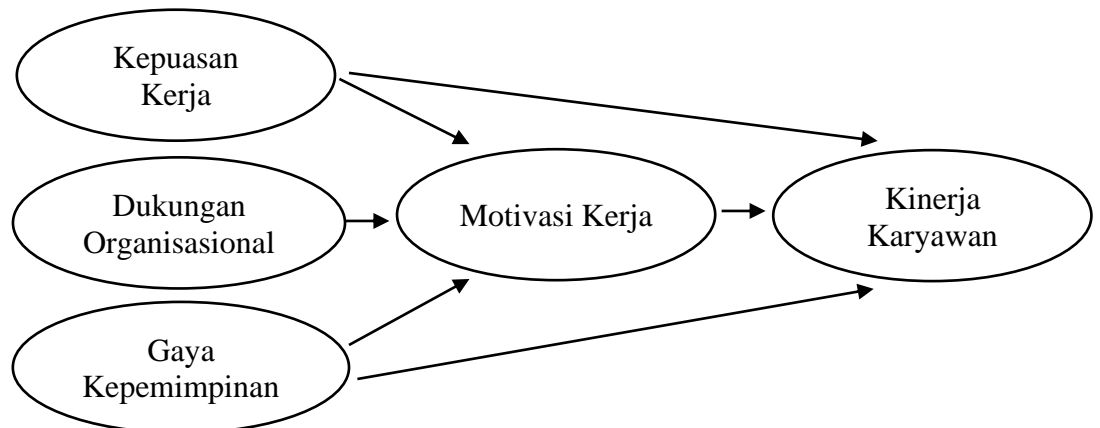 Kepuasan
Kerja
Dukungan
Organisasional
Motivasi Kerja
Kinerja
Karyawan
Gaya
Kepemimpinan